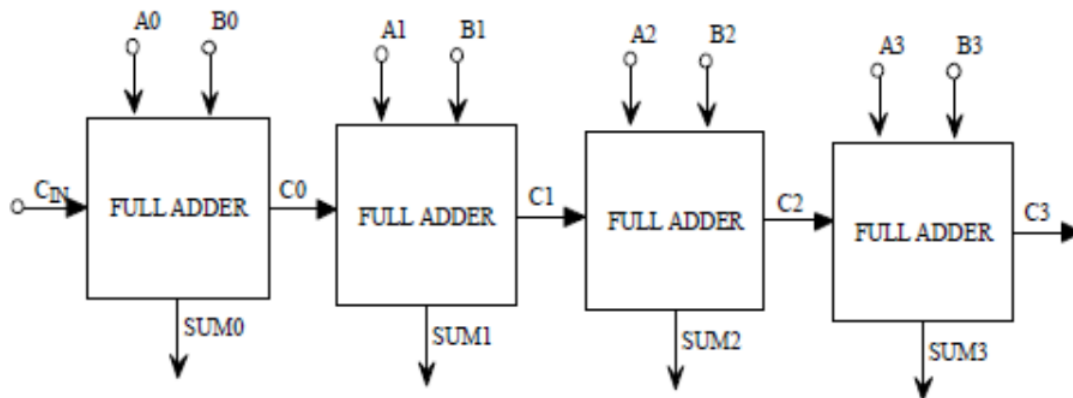 A0 B0
A1 B1
A2 B2
A3 B3
CIN
FULL ADDER
C0
FULL ADDER
C1
FULL ADDER
C2
FULL ADDER
C3
SUM0
SUM1
SUM2
SUM3